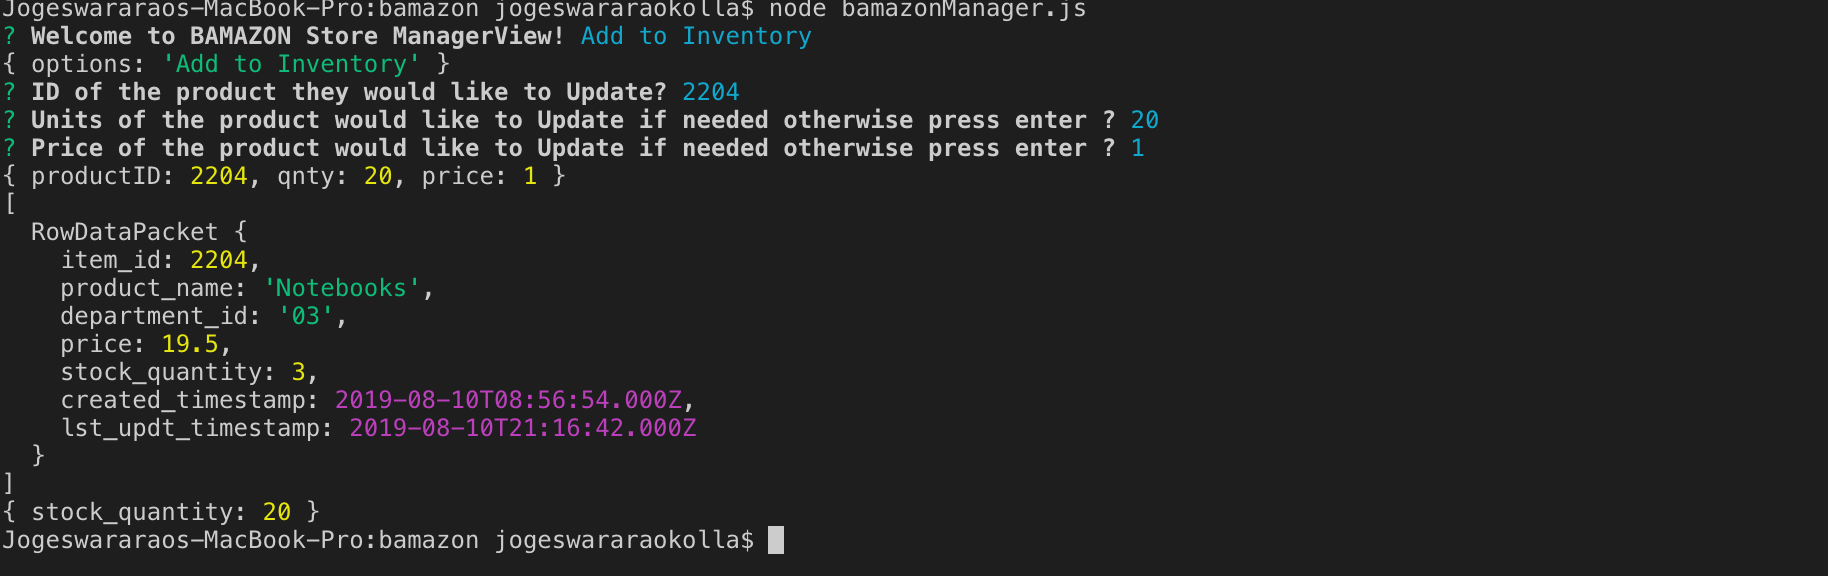 Jogeswararaos-MacBook-Pro:bamazon jogeswararaokolla$ node bamazonManager.js
? Welcome to BAMAZON Store ManagerView! Add to Inventory
{ options: 'Add to Inventory' }
? ID of the product they would like to Update? 2204
? Units of the product would like to Update if needed otherwise press enter ? 20
? Price of the product would like to Update if needed otherwise press enter ? 1
{ productID: 2204, qnty: 20, price: 1 }
[
  RowDataPacket {
    item_id: 2204,
    product_name: 'Notebooks',
    department_id: '03',
    price: 19.5,
    stock_quantity: 3,
    created_timestamp: 2019-08-10T08:56:54.000Z,
    lst_updt_timestamp: 2019-08-10T21:16:42.000Z
  }
]
{ stock_quantity: 20 }
Jogeswararaos-MacBook-Pro:bamazon jogeswararaokolla$